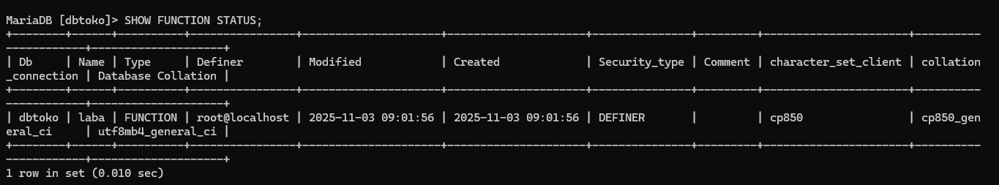 MariaDB [dbtoko]> SHOW FUNCTION STATUS;
+--------+------+----------+----------------+---------------------+---------------------+---------------+---------+----------------------+----------
------------+--------------------+
| Db     | Name | Type     | Definer        | Modified            | Created             | Security_type | Comment | character_set_client | collation
_connection | Database Collation |
+--------+------+----------+----------------+---------------------+---------------------+---------------+---------+----------------------+----------
------------+--------------------+
| dbtoko | laba | FUNCTION | root@localhost | 2025-11-03 09:01:56 | 2025-11-03 09:01:56 | DEFINER       |         | cp850                | cp850_gen
eral_ci     | utf8mb4_general_ci |
+--------+------+----------+----------------+---------------------+---------------------+---------------+---------+----------------------+----------
------------+--------------------+
1 row in set (0.010 sec)